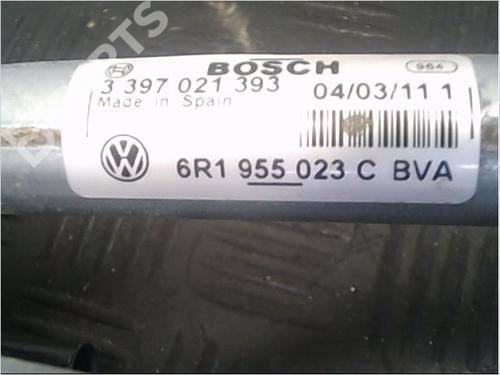 BOSCH 964
3 397 021 393 04/03/11 1
Made in Spain
6R1 955 023 C BVA